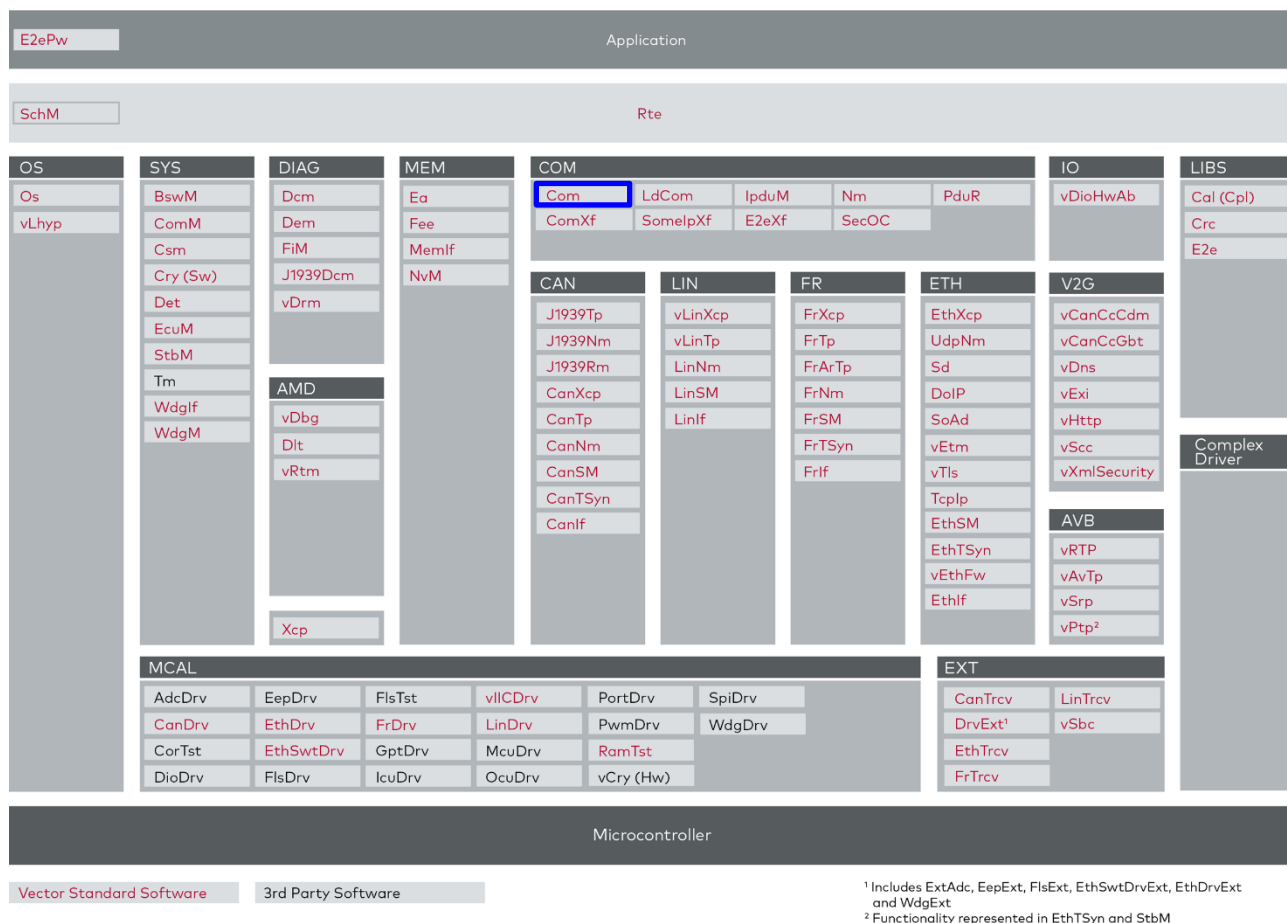 E2ePw
Application
SchM
Rte
OS
Os
vLhyp
SYS
BswM
ComM
Csm
Cry (Sw)
Det
EcuM
StbM
Tm
WdgIf
WdgM
DIAG
Dcm
Dem
FiM
J1939Dcm
vDrm
AMD
vDbg
Dlt
vRtm
Xcp
MEM
Ea
Fee
MemIf
NvM
COM
Com
LdCom
IpduM
Nm
PduR
ComXf
SomeIpXf
E2eXf
SecOC
CAN
J1939Tp
J1939Nm
J1939Rm
CanXcp
CanTp
CanNm
CanSM
CanTSyn
CanIf
LIN
vLinXcp
vLinTp
LinNm
LinSM
LinIf
FR
FrXcp
FrTp
FrArTp
FrNm
FrSM
FrTSyn
FrIf
ETH
EthXcp
UdpNm
Sd
DoIP
SoAd
vEtm
vTls
TcpIp
EthSM
EthTSyn
vEthFw
EthIf
IO
vDioHwAb
V2G
vCanCcCdm
vCanCcGbt
vDns
vExi
vHttp
vScc
vXmlSecurity
AVB
vRTP
vAvTp
vSrp
vPtp²
LIBS
Cal (Cpl)
Crc
E2e
Complex
Driver
MCAL
AdcDrv
EepDrv
FlsTst
vIICDrv
PortDrv
SpiDrv
CanDrv
EthDrv
FrDrv
LinDrv
PwmDrv
WdgDrv
CorTst
EthSwtDrv
GptDrv
McuDrv
RamTst
DioDrv
FlsDrv
IcuDrv
OcuDrv
vCry (Hw)
EXT
CanTrcv
LinTrcv
DrvExt¹
vSbc
EthTrcv
FrTrcv
Microcontroller
Vector Standard Software
3rd Party Software
¹ Includes ExtAdc, EepExt, FlsExt, EthSwtDrvExt, EthDrvExt
and WdgExt
² Functionality represented in EthTSyn and StbM